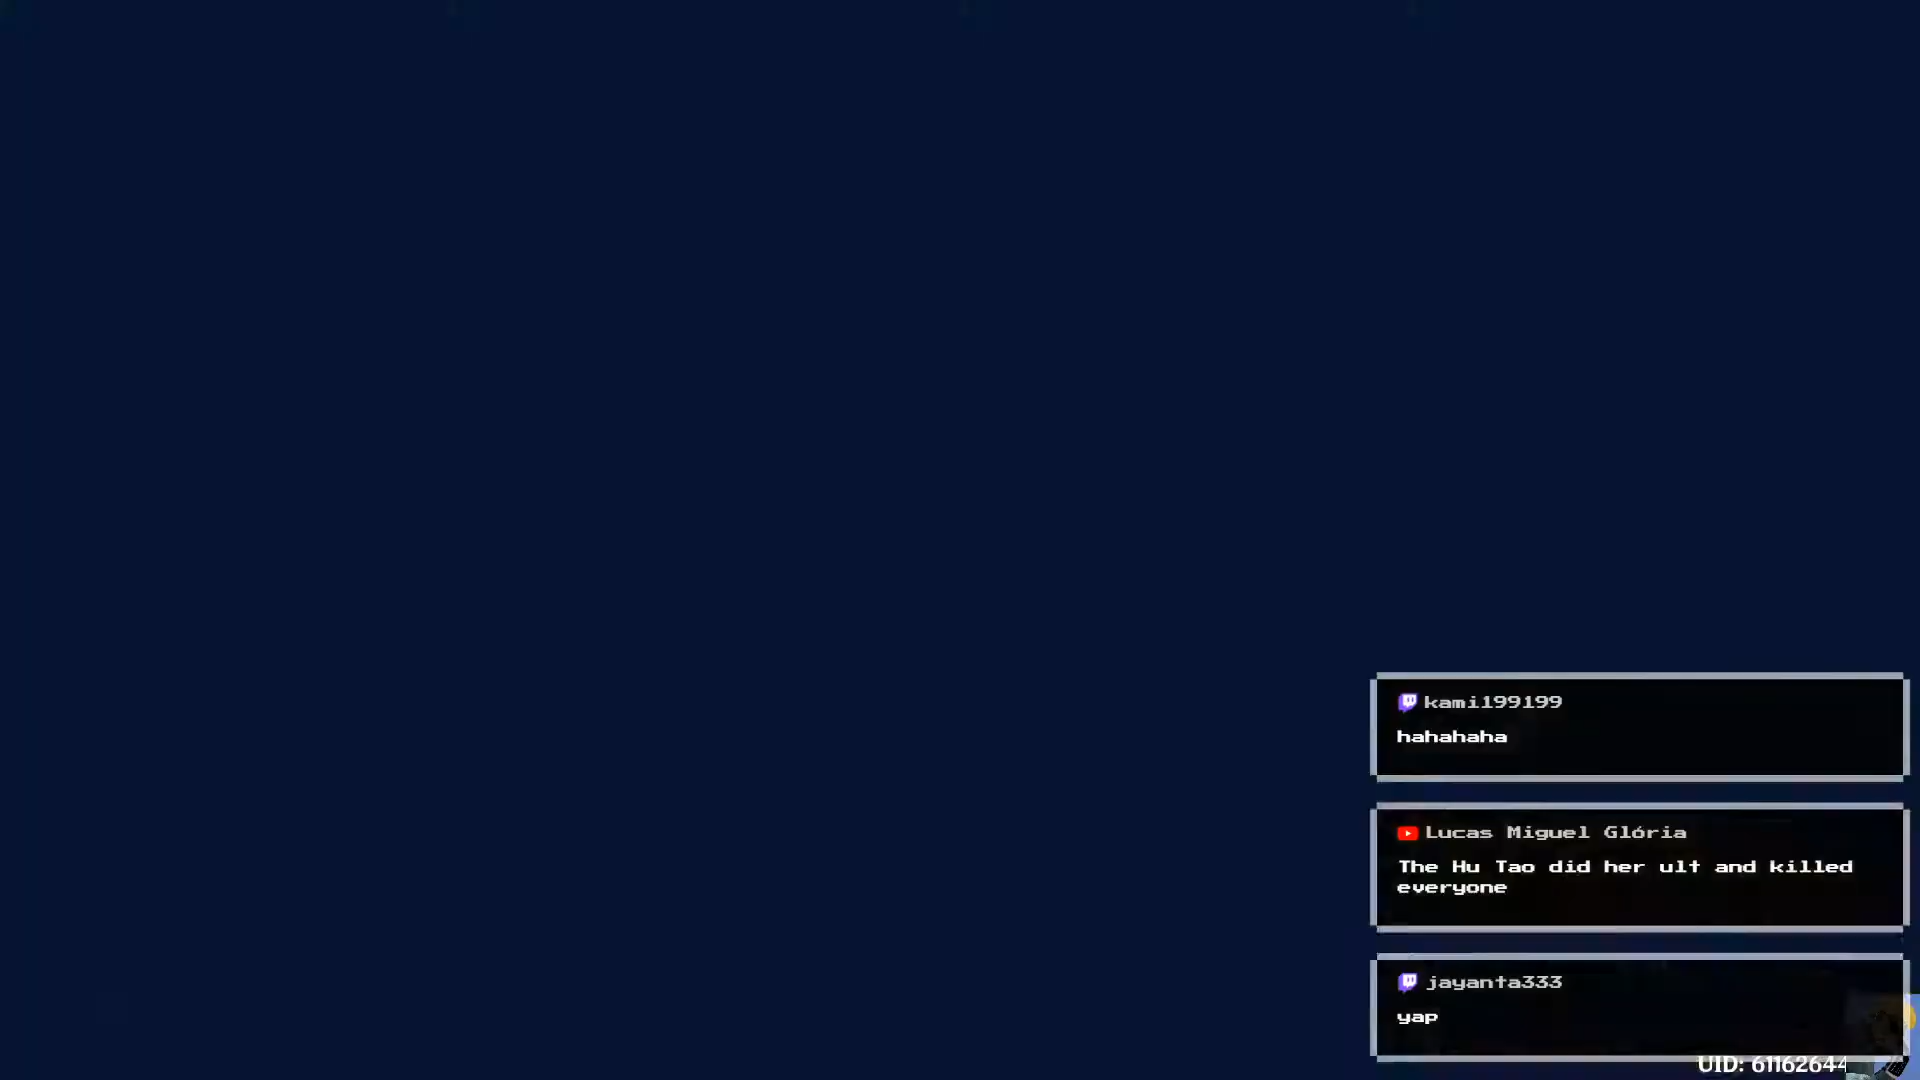 kami199199
hahahaha
Lucas Miguel Glória
The Hu Tao did her ult and killed
everyone
jayanta333
yap
UID: 61162644